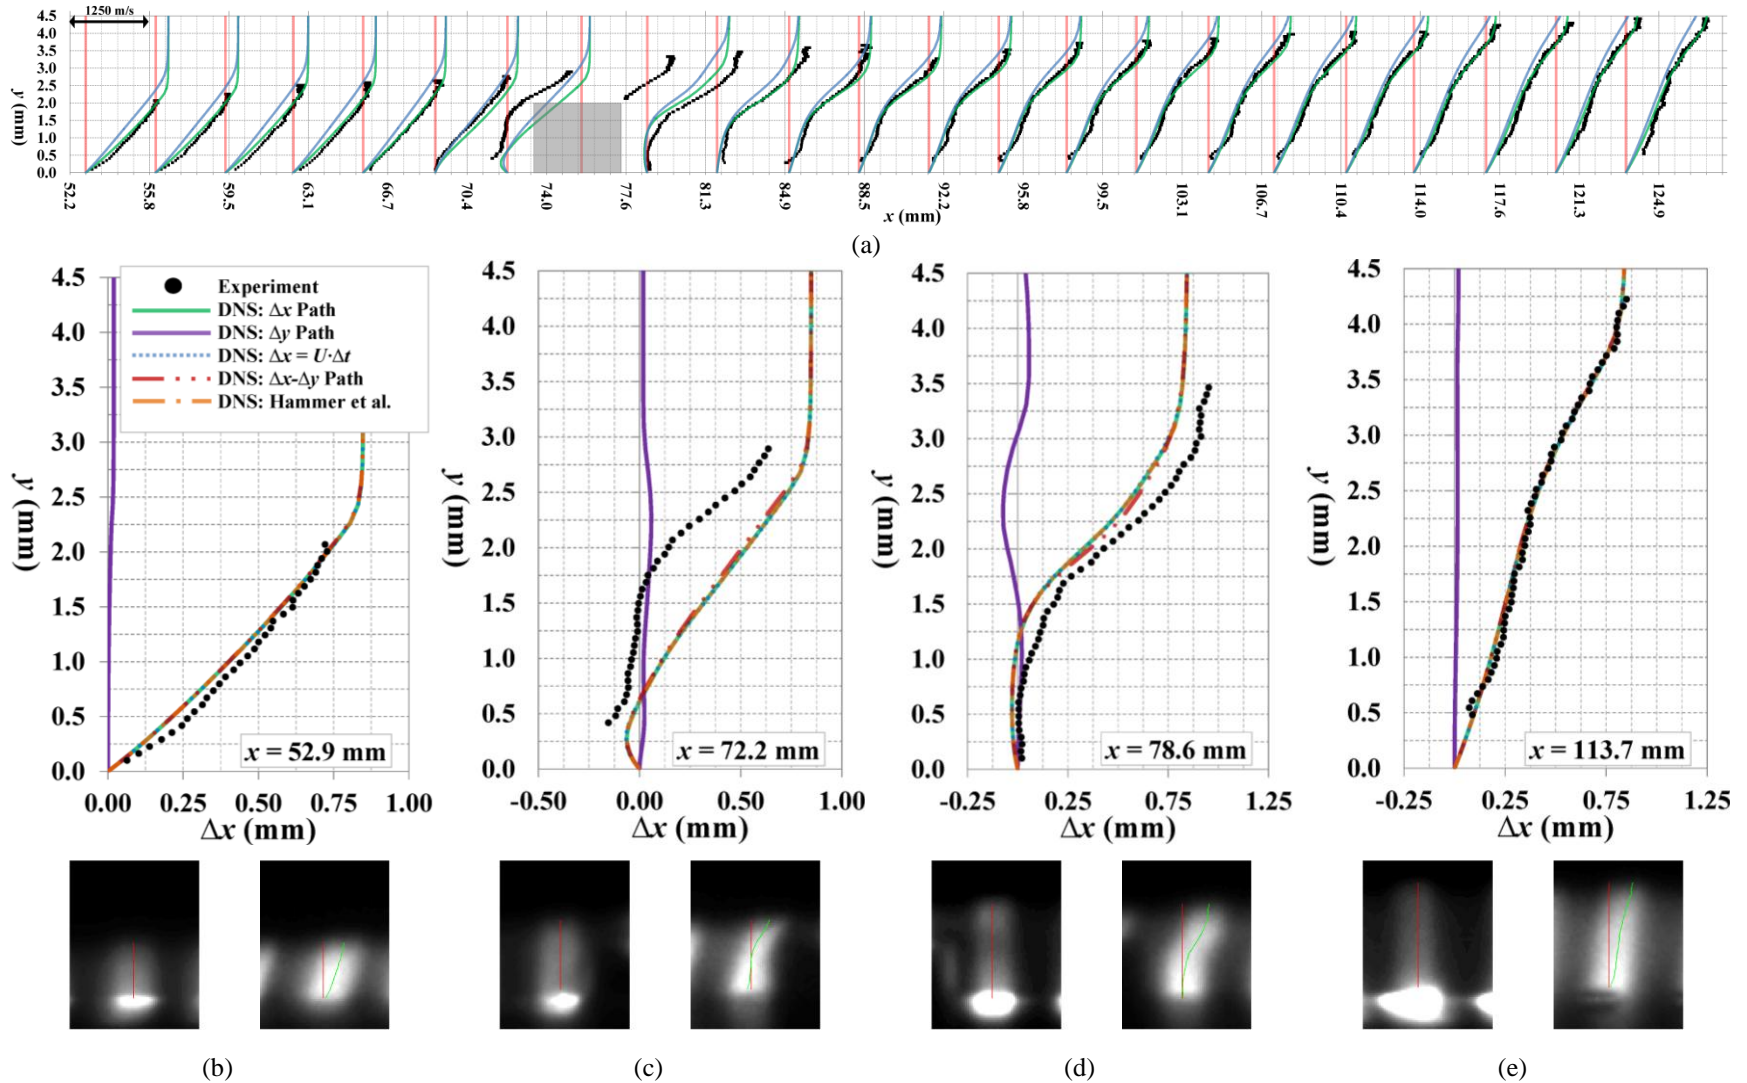 1250 m/s
4.5
4.0
3.5
3.0
2.5
2.0
1.5
1.0
0.5
0.0
y (mm)
52.2 55.8 59.5 63.1 66.7 70.4 74.0 77.6 81.3 84.9 88.5 92.2 95.8 99.5 103.1 106.7 110.4 114.0 117.6 121.3 124.9
x (mm)
(a)
4.5
4.0
3.5
3.0
2.5
2.0
1.5
1.0
0.5
0.0
y (mm)
Experiment
DNS: Δx Path
DNS: Δy Path
DNS: Δx = U·Δt
DNS: Δx-Δy Path
DNS: Hammer et al.
x = 52.9 mm
0.00 0.25 0.50 0.75 1.00
Δx (mm)
4.5
4.0
3.5
3.0
2.5
2.0
1.5
1.0
0.5
0.0
y (mm)
x = 72.2 mm
-0.50 0.00 0.50 1.00
Δx (mm)
4.5
4.0
3.5
3.0
2.5
2.0
1.5
1.0
0.5
0.0
y (mm)
x = 78.6 mm
-0.25 0.25 0.75 1.25
Δx (mm)
4.5
4.0
3.5
3.0
2.5
2.0
1.5
1.0
0.5
0.0
y (mm)
x = 113.7 mm
-0.25 0.25 0.75 1.25
Δx (mm)
(b) (c) (d) (e)